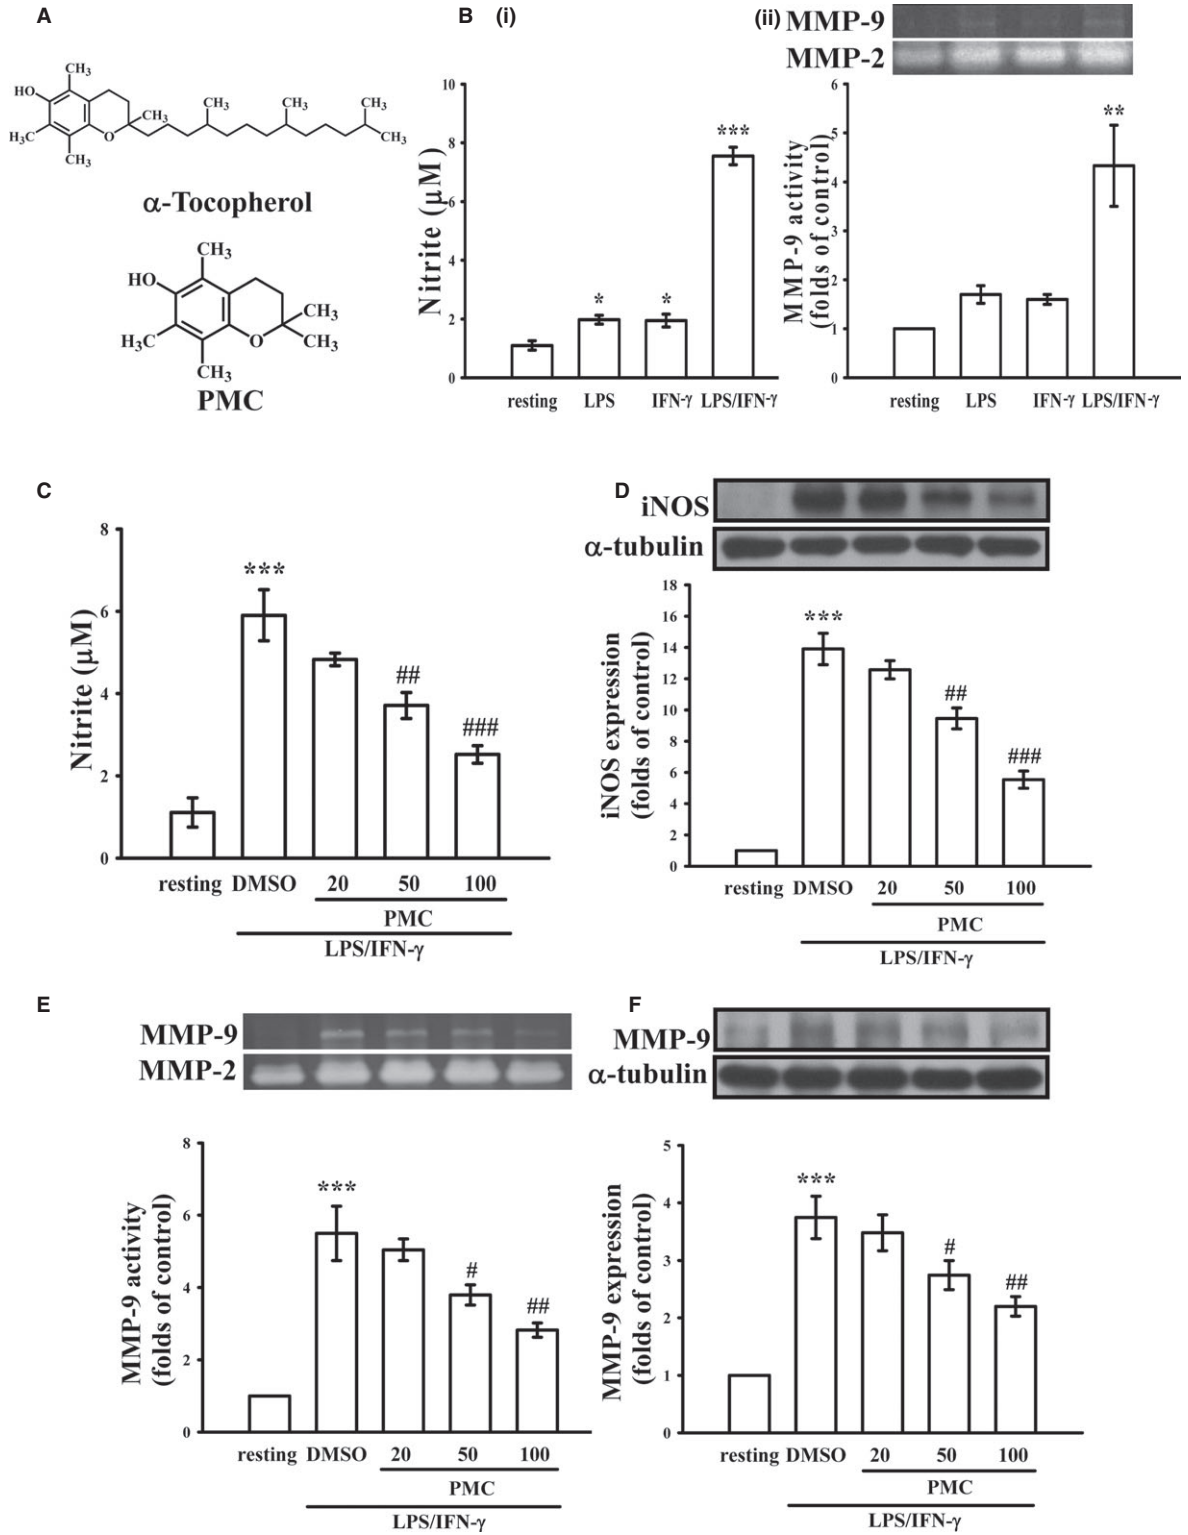 A
CH₃
HO
CH₃
CH₃
CH₃
CH₃
H₃C
O
CH₃
CH₃
α-Tocopherol
CH₃
HO
CH₃
H₃C
O
CH₃
CH₃
PMC
B (i)
Nitrite (μM)
10
8
6
4
2
0
***
*
*
resting LPS IFN-γ LPS/IFN-γ
(ii) MMP-9
MMP-2
MMP-9 activity
(folds of control)
6
5
4
3
2
1
0
**
resting LPS IFN-γ LPS/IFN-γ
C
Nitrite (μM)
8
6
4
2
0
***
##
###
resting DMSO 20 50 100
PMC
LPS/IFN-γ
D
iNOS
α-tubulin
iNOS expression
(folds of control)
18
16
14
12
10
8
6
4
2
0
***
##
###
resting DMSO 20 50 100
PMC
LPS/IFN-γ
E
MMP-9
MMP-2
MMP-9 activity
(folds of control)
8
6
4
2
0
***
#
##
resting DMSO 20 50 100
PMC
LPS/IFN-γ
F
MMP-9
α-tubulin
MMP-9 expression
(folds of control)
5
4
3
2
1
0
***
#
##
resting DMSO 20 50 100
PMC
LPS/IFN-γ